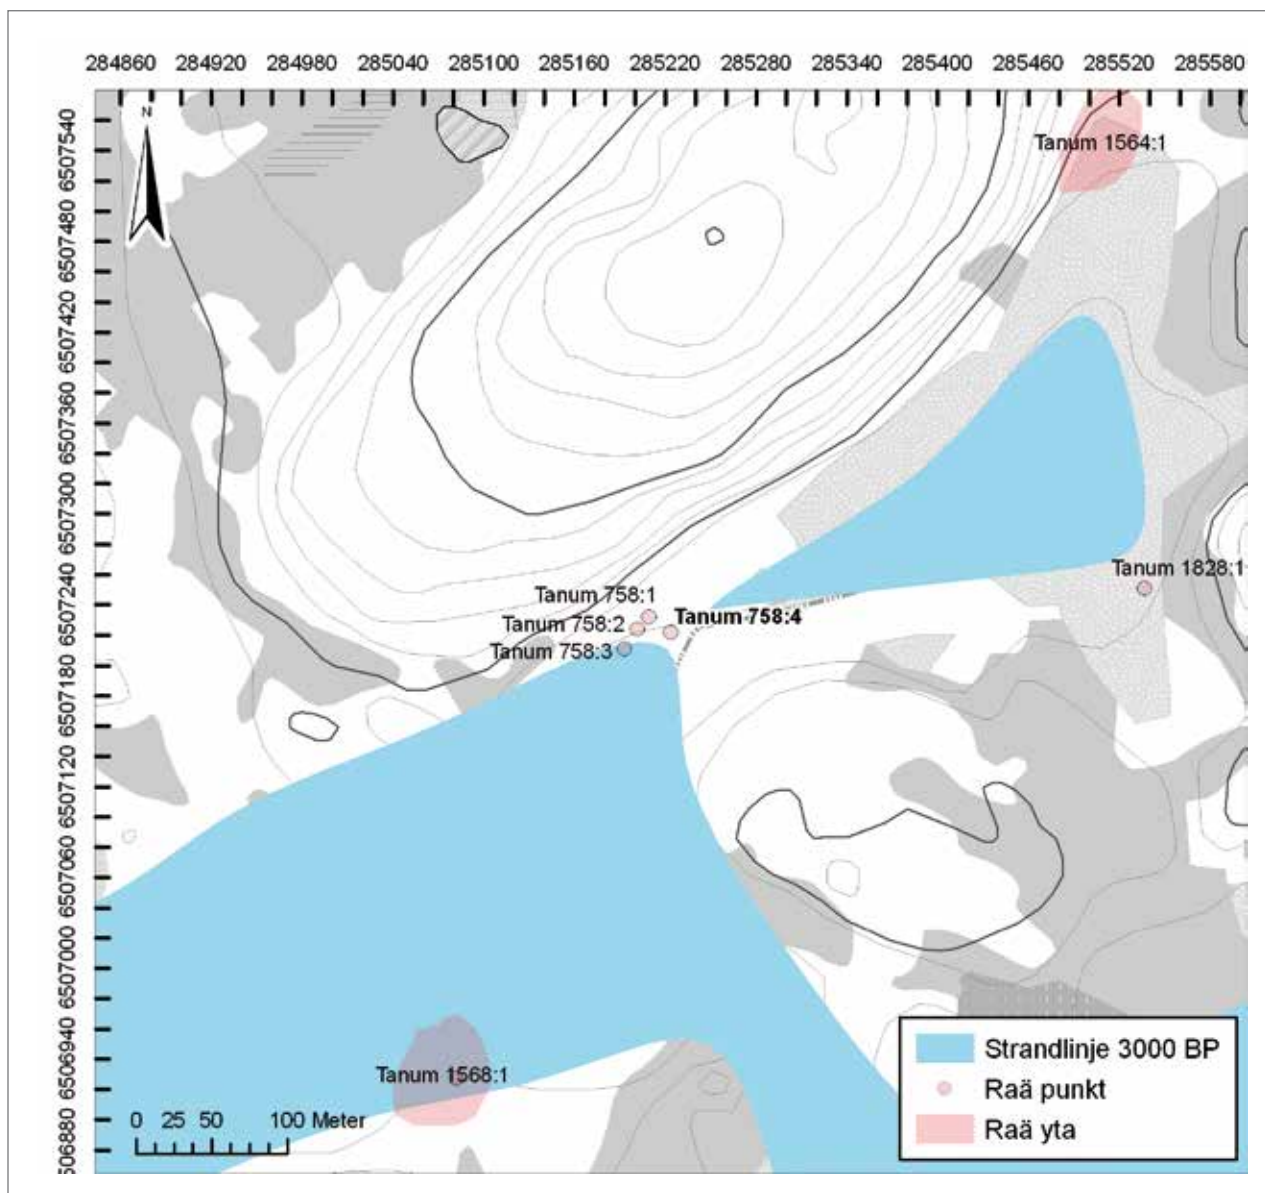 284860 284920 284980 285040 285100 285160 285220 285280 285340 285400 285460 285520 285580
N
6507540
6507480
6507420
6507360
6507300
6507240
6507180
6507120
6507060
6507000
6506940
506880
Tanum 1564:1
Tanum 1828:1
Tanum 758:1
Tanum 758:4
Tanum 758:2
Tanum 758:3
Tanum 1568:1
0 25 50 100 Meter
Strandlinje 3000 BP
Raä punkt
Raä yta